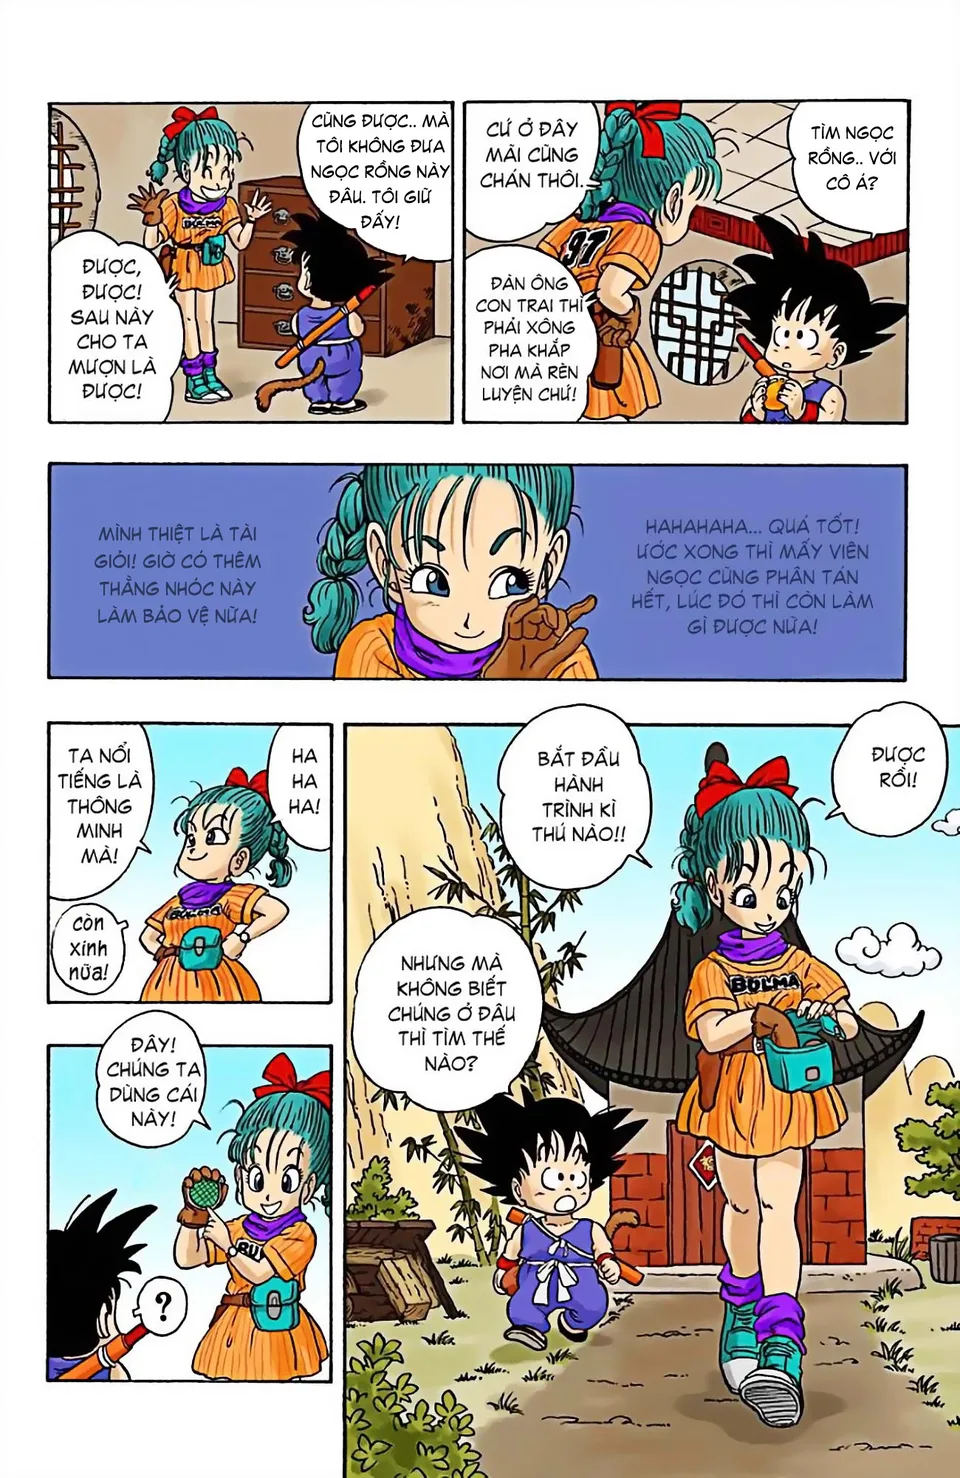 TÌM NGỌC
RỒNG.. VỚI
CÔ Á?
CỨ Ở ĐÂY
MÃI CŨNG
CHÁN THÔI..
97
ĐÀN ÔNG
CON TRAI THÌ
PHẢI XÔNG
PHA KHẮP
NƠI MÀ RÈN
LUYỆN CHỨ!
CŨNG ĐƯỢC.. MÀ
TÔI KHÔNG ĐƯA
NGỌC RỒNG NÀY
ĐÂU. TÔI GIỮ
ĐẤY!
BULMA
ĐƯỢC,
ĐƯỢC!
SAU NÀY
CHO TA
MƯỢN LÀ
ĐƯỢC!
HAHAHAHA... QUÁ TỐT!
ƯỚC XONG THÌ MẤY VIÊN
NGỌC CŨNG PHÂN TÁN
HẾT, LÚC ĐÓ THÌ CÒN LÀM
GÌ ĐƯỢC NỮA!
MÌNH THIỆT LÀ TÀI
GIỎI! GIỜ CÓ THÊM
THẰNG NHÓC NÀY
LÀM BẢO VỆ NỮA!
ĐƯỢC
RỒI!
BẮT ĐẦU
HÀNH
TRÌNH KÌ
THÚ NÀO!!
BULMA
NHƯNG MÀ
KHÔNG BIẾT
CHÚNG Ở ĐÂU
THÌ TÌM THẾ
NÀO?
HA
HA
HA!
TA NỔI
TIẾNG LÀ
THÔNG
MINH
MÀ!
BULMA
còn
xinh
nữa!
ĐÂY!
CHÚNG TA
DÙNG CÁI
NÀY!
BUL
?